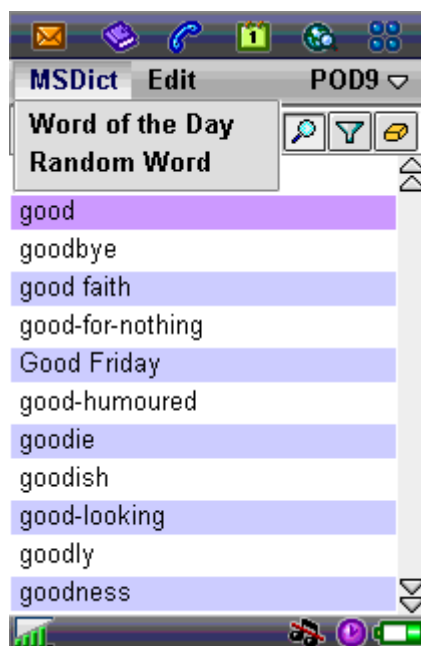 1
MSDict Edit POD9
Word of the Day
Random Word
good
goodbye
good faith
good-for-nothing
Good Friday
good-humoured
goodie
goodish
good-looking
goodly
goodness